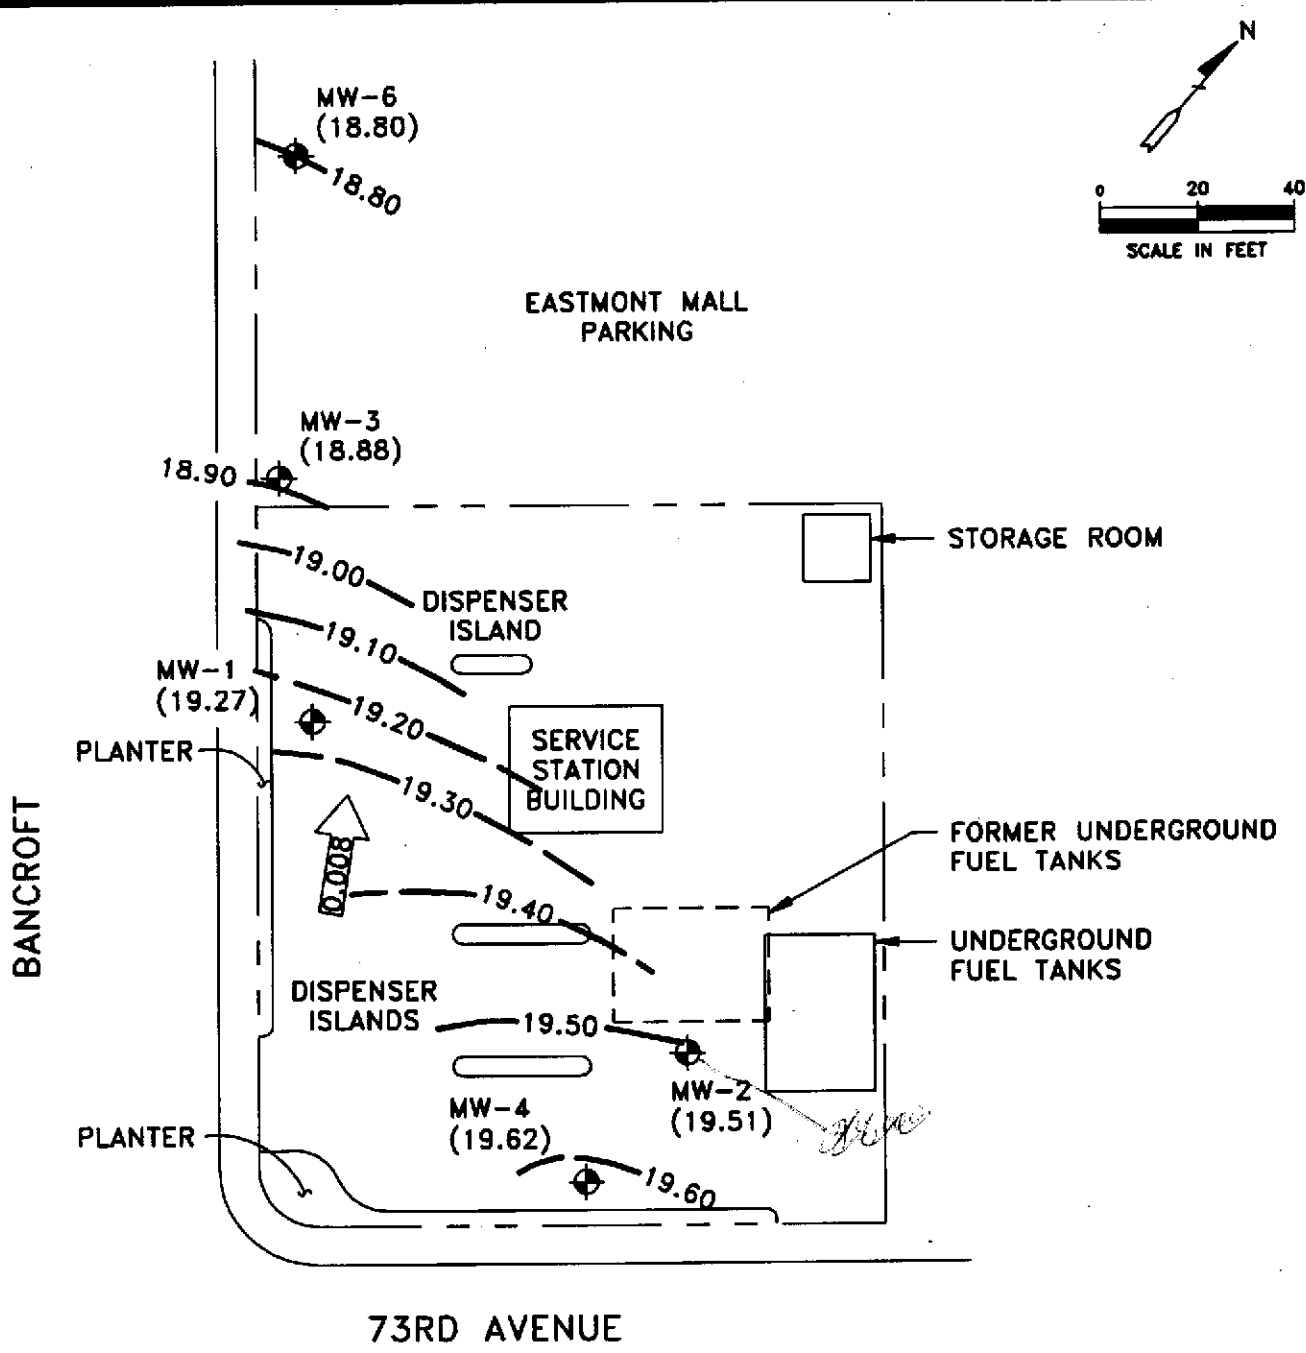 N
MW-6
(18.80)
18.80
0 20 40
SCALE IN FEET
EASTMONT MALL
PARKING
MW-3
(18.88)
18.90
STORAGE ROOM
19.00
DISPENSER
ISLAND
19.10
MW-1
(19.27)
19.20
PLANTER
SERVICE
STATION
BUILDING
19.30
BANCROFT
0.008
FORMER UNDERGROUND
FUEL TANKS
19.40
UNDERGROUND
FUEL TANKS
DISPENSER
ISLANDS
19.50
MW-2
(19.51)
MW-4
(19.62)
PLANTER
19.60
73RD AVENUE